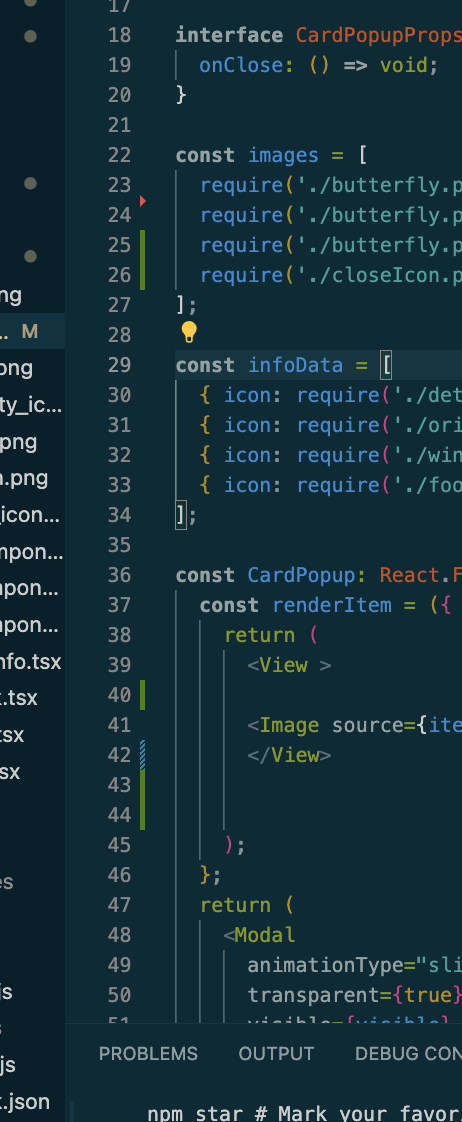 17
18 interface CardPopupProps
19 onClose: () => void;
20 }
21
22 const images = [
23 require('./butterfly.p
24 require('./butterfly.p
25 require('./butterfly.p
26 require('./closeIcon.p
27 ];
28
29 const infoData = [
30 { icon: require('./det
31 { icon: require('./ori
32 { icon: require('./win
33 { icon: require('./foo
34 ];
35
36 const CardPopup: React.F
37 const renderItem = ({
38 return (
39 <View >
40
41 <Image source={ite
42 </View>
43
44
45 );
46 };
47 return (
48 <Modal
49 animationType="sli
50 transparent={true}
51 visible={visible}
ng
.. M
png
ty_ic...
png
n.png
icon...
mpon...
npon...
mpon...
nfo.tsx
.tsx
tsx
sx
es
js
s
js
.json
PROBLEMS OUTPUT DEBUG CON
npm star # Mark your favor